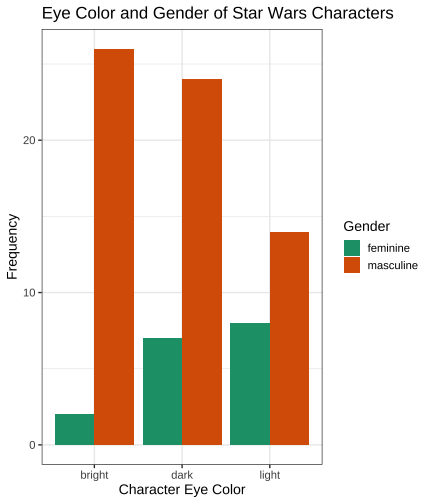 Eye Color and Gender of Star Wars Characters
20
10
0
Frequency
bright dark light
Character Eye Color
Gender
feminine
masculine